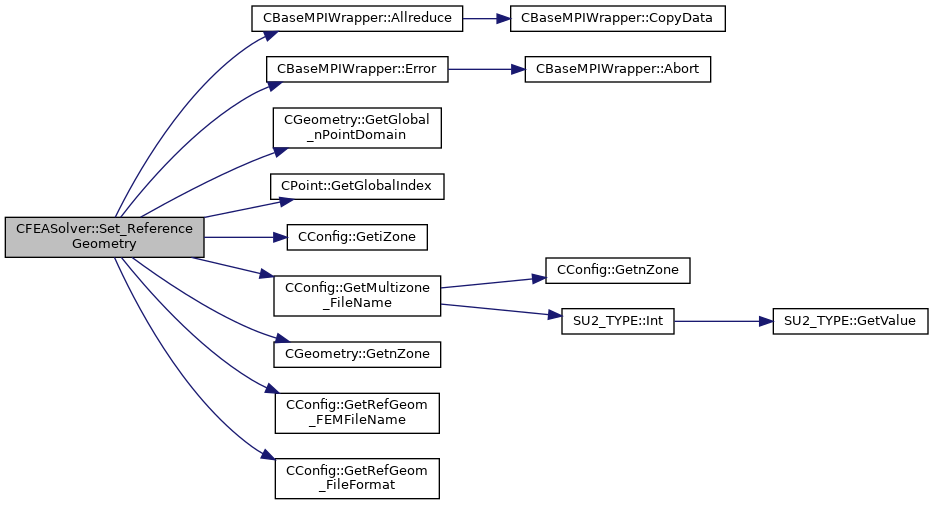 CBaseMPIWrapper::Allreduce
CBaseMPIWrapper::CopyData
CBaseMPIWrapper::Error
CBaseMPIWrapper::Abort
CGeometry::GetGlobal
_nPointDomain
CPoint::GetGlobalIndex
CFEASolver::Set_Reference
Geometry
CConfig::GetiZone
CConfig::GetMultizone
_FileName
CConfig::GetnZone
SU2_TYPE::Int
SU2_TYPE::GetValue
CGeometry::GetnZone
CConfig::GetRefGeom
_FEMFileName
CConfig::GetRefGeom
_FileFormat